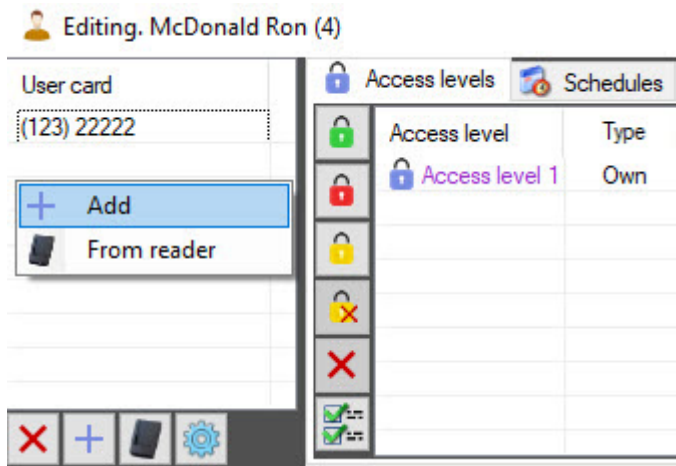 Editing. McDonald Ron (4)
User card
(123) 22222
Add
From reader
Access levels
Schedules
Access level
Type
Access level 1
Own